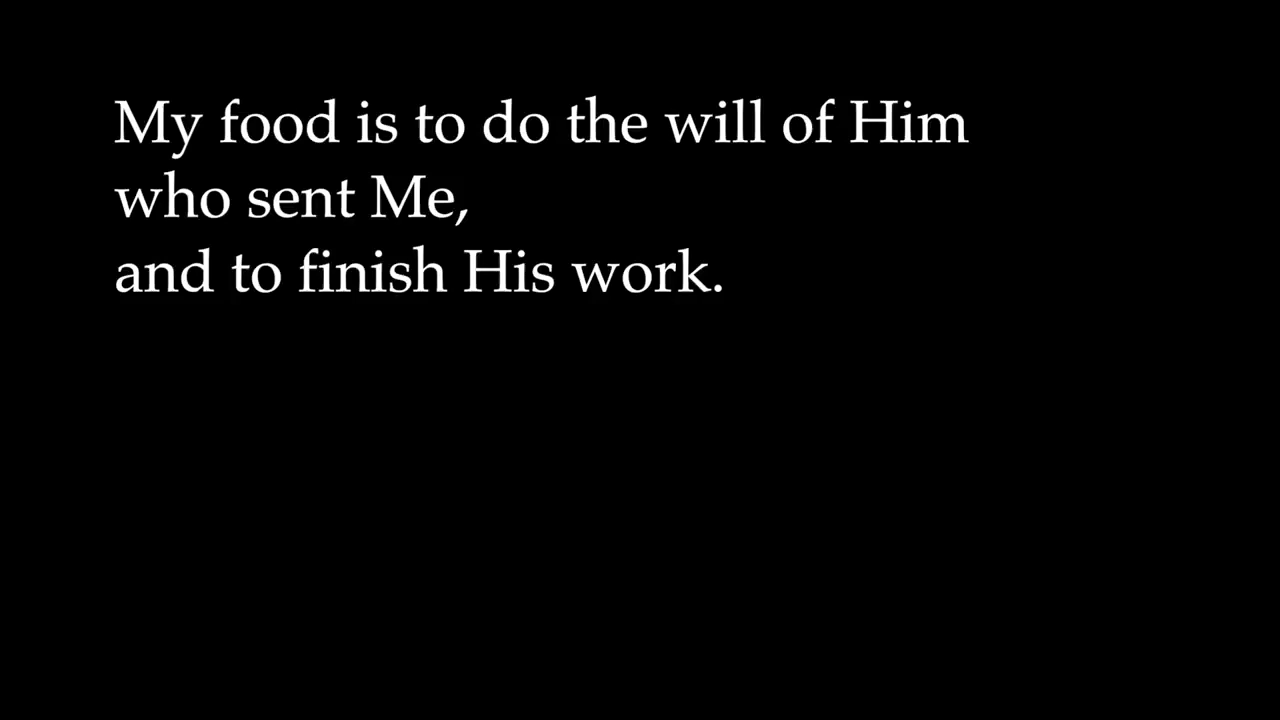 My food is to do the will of Him
who sent Me,
and to finish His work.